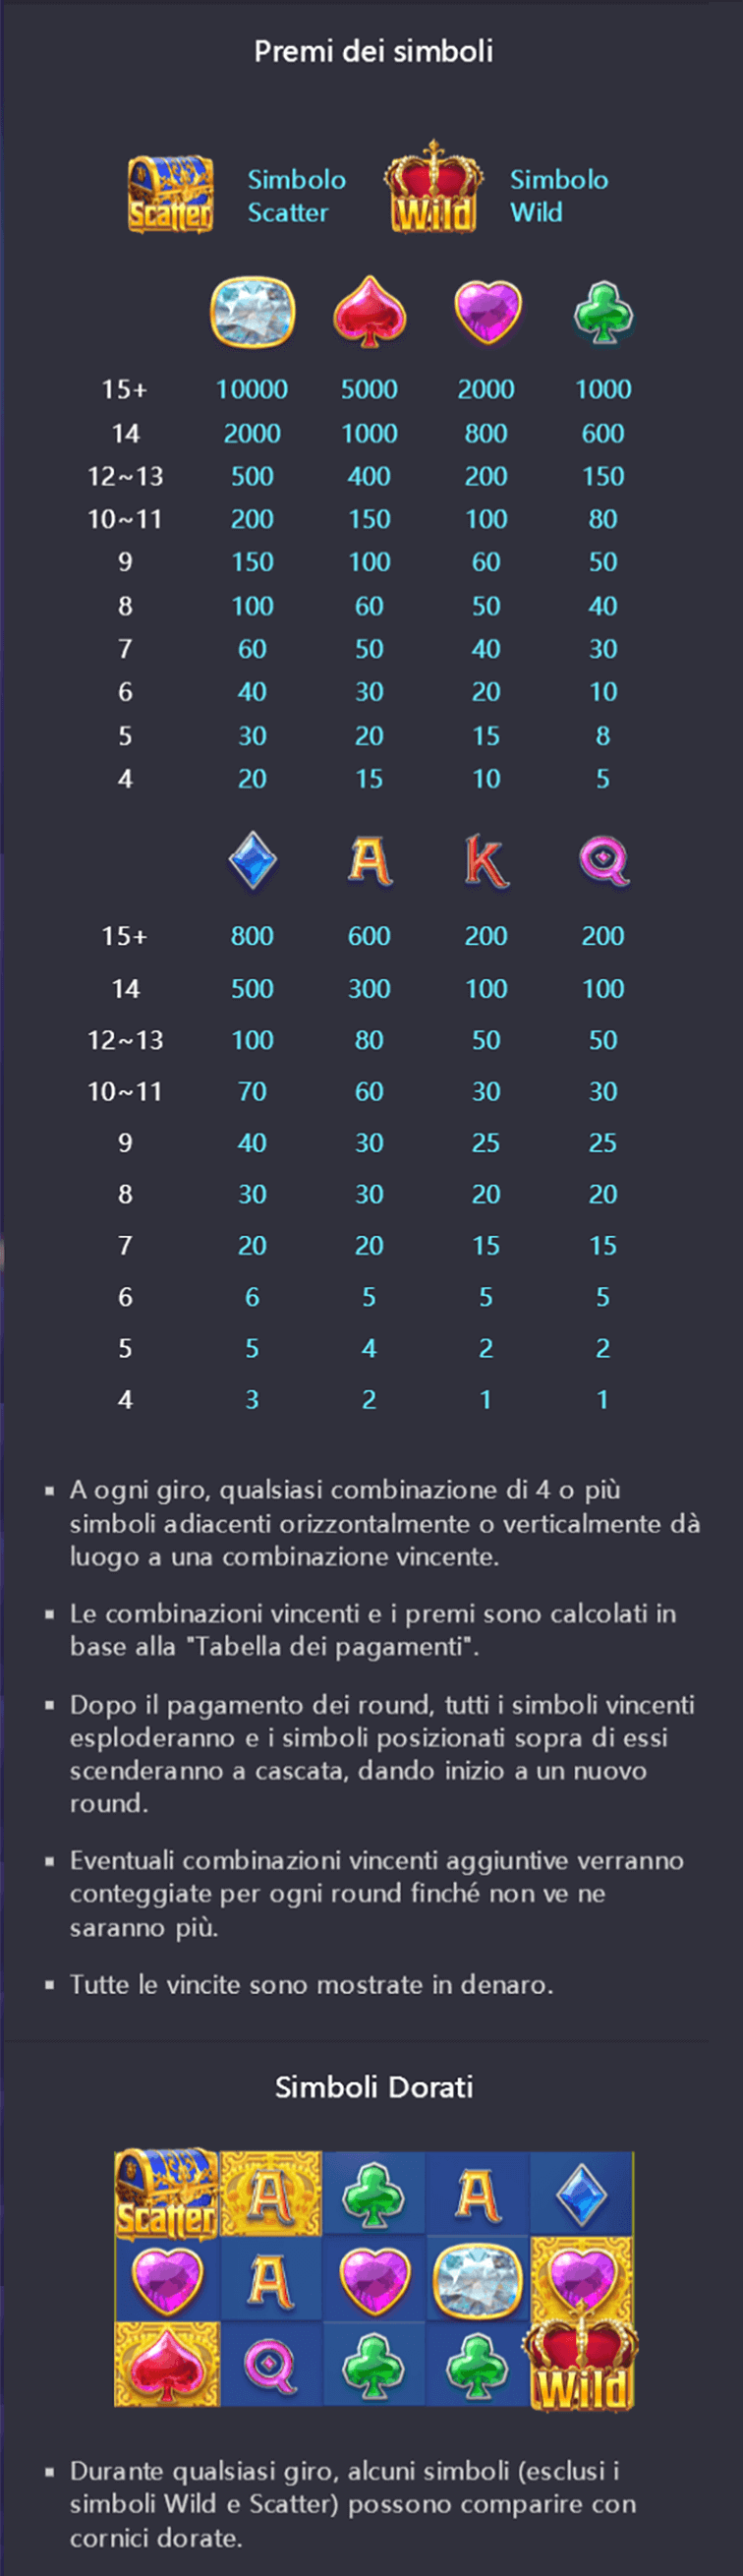 Premi dei simboli
Scatter
Simbolo
Scatter
Wild
Simbolo
Wild
15+ 10000 5000 2000 1000
14 2000 1000 800 600
12~13 500 400 200 150
10~11 200 150 100 80
9 150 100 60 50
8 100 60 50 40
7 60 50 40 30
6 40 30 20 10
5 30 20 15 8
4 20 15 10 5
A K Q
15+ 800 600 200 200
14 500 300 100 100
12~13 100 80 50 50
10~11 70 60 30 30
9 40 30 25 25
8 30 30 20 20
7 20 20 15 15
6 6 5 5 5
5 5 4 2 2
4 3 2 1 1
▪ A ogni giro, qualsiasi combinazione di 4 o più
simboli adiacenti orizzontalmente o verticalmente dà
luogo a una combinazione vincente.
▪ Le combinazioni vincenti e i premi sono calcolati in
base alla "Tabella dei pagamenti".
▪ Dopo il pagamento dei round, tutti i simboli vincenti
esploderanno e i simboli posizionati sopra di essi
scenderanno a cascata, dando inizio a un nuovo
round.
▪ Eventuali combinazioni vincenti aggiuntive verranno
conteggiate per ogni round finché non ve ne
saranno più.
▪ Tutte le vincite sono mostrate in denaro.
Simboli Dorati
Scatter A A
A
Q Wild
▪ Durante qualsiasi giro, alcuni simboli (esclusi i
simboli Wild e Scatter) possono comparire con
cornici dorate.